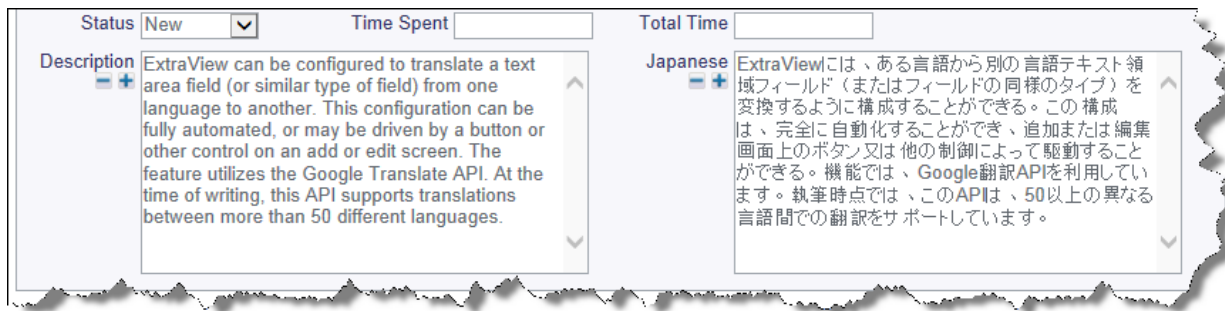 Status New Time Spent Total Time
Description ExtraView can be configured to translate a text
area field (or similar type of field) from one
language to another. This configuration can be
fully automated, or may be driven by a button or
other control on an add or edit screen. The
feature utilizes the Google Translate API. At the
time of writing, this API supports translations
between more than 50 different languages.
Japanese ExtraViewには、ある言語から別の言語テキスト領
域フィールド（またはフィールドの同様のタイプ）を
変換するように構成することができる。この構成
は、完全に自動化することができ、追加または編集
画面上のボタン又は他の制御によって駆動すること
ができる。機能では、Google翻訳APIを利用してい
ます。執筆時点では、このAPIは、50以上の異なる
言語間での翻訳をサポートしています。